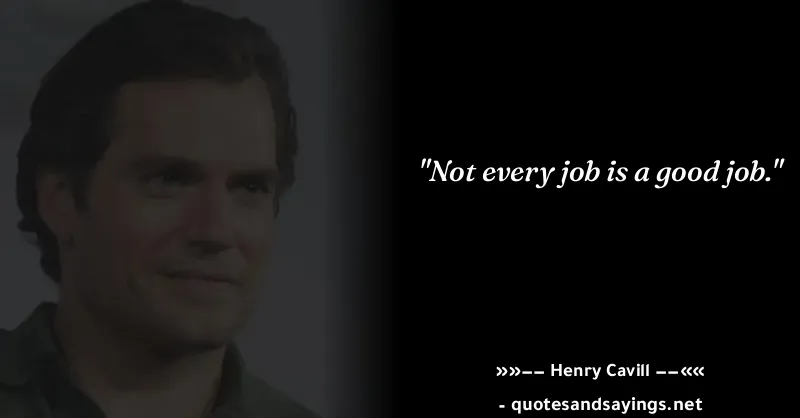 "Not every job is a good job."
»»–– Henry Cavill ––««
- quotesandsayings.net